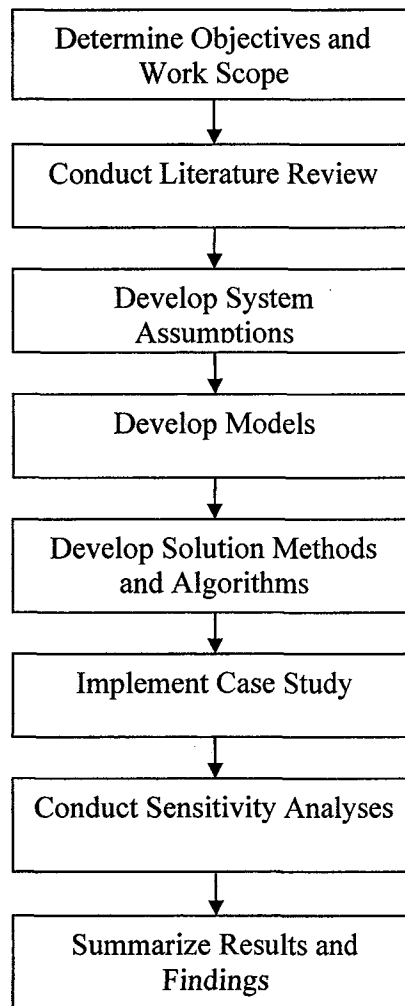 Determine Objectives and
Work Scope
Conduct Literature Review
Develop System
Assumptions
Develop Models
Develop Solution Methods
and Algorithms
Implement Case Study
Conduct Sensitivity Analyses
Summarize Results and
Findings